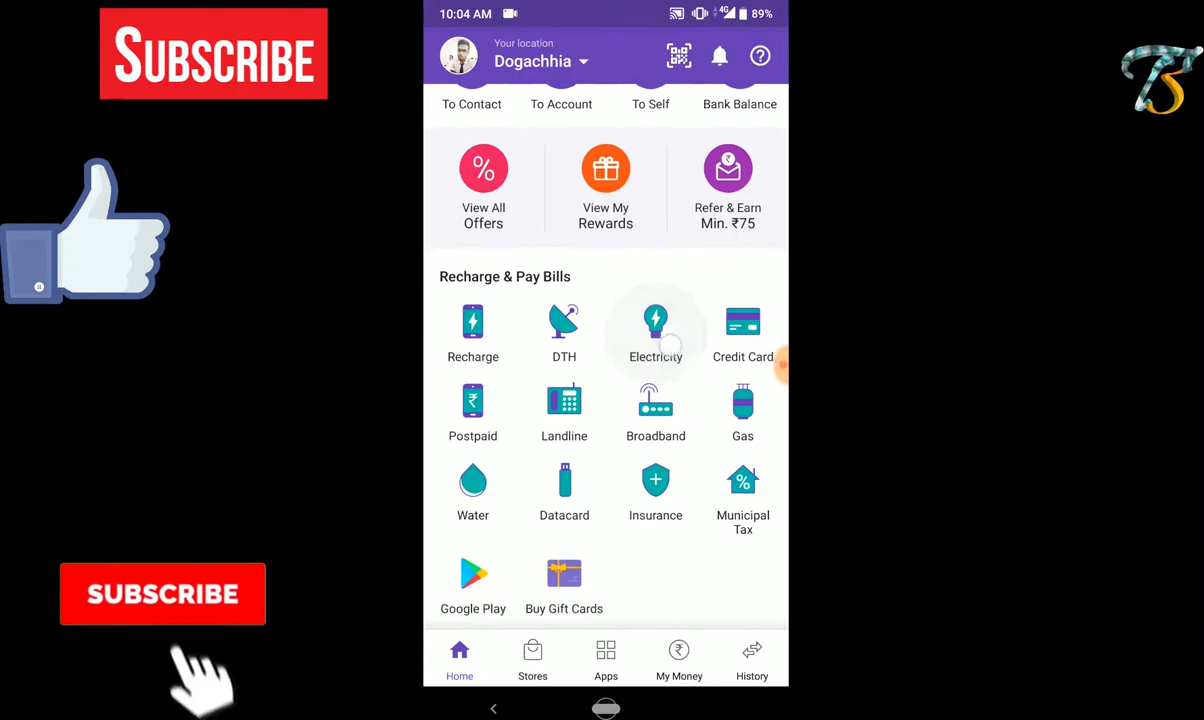 SUBSCRIBE
10:04 AM
4G
89%
Your location
Dogachhia
To Contact
To Account
To Self
Bank Balance
%
View All
Offers
View My
Rewards
₹
Refer & Earn
Min. ₹75
Recharge & Pay Bills
Recharge
DTH
Electricity
Credit Card
₹
Postpaid
Landline
Broadband
Gas
Water
Datacard
Insurance
%
Municipal
Tax
Google Play
Buy Gift Cards
SUBSCRIBE
Home
Stores
Apps
₹
My Money
History